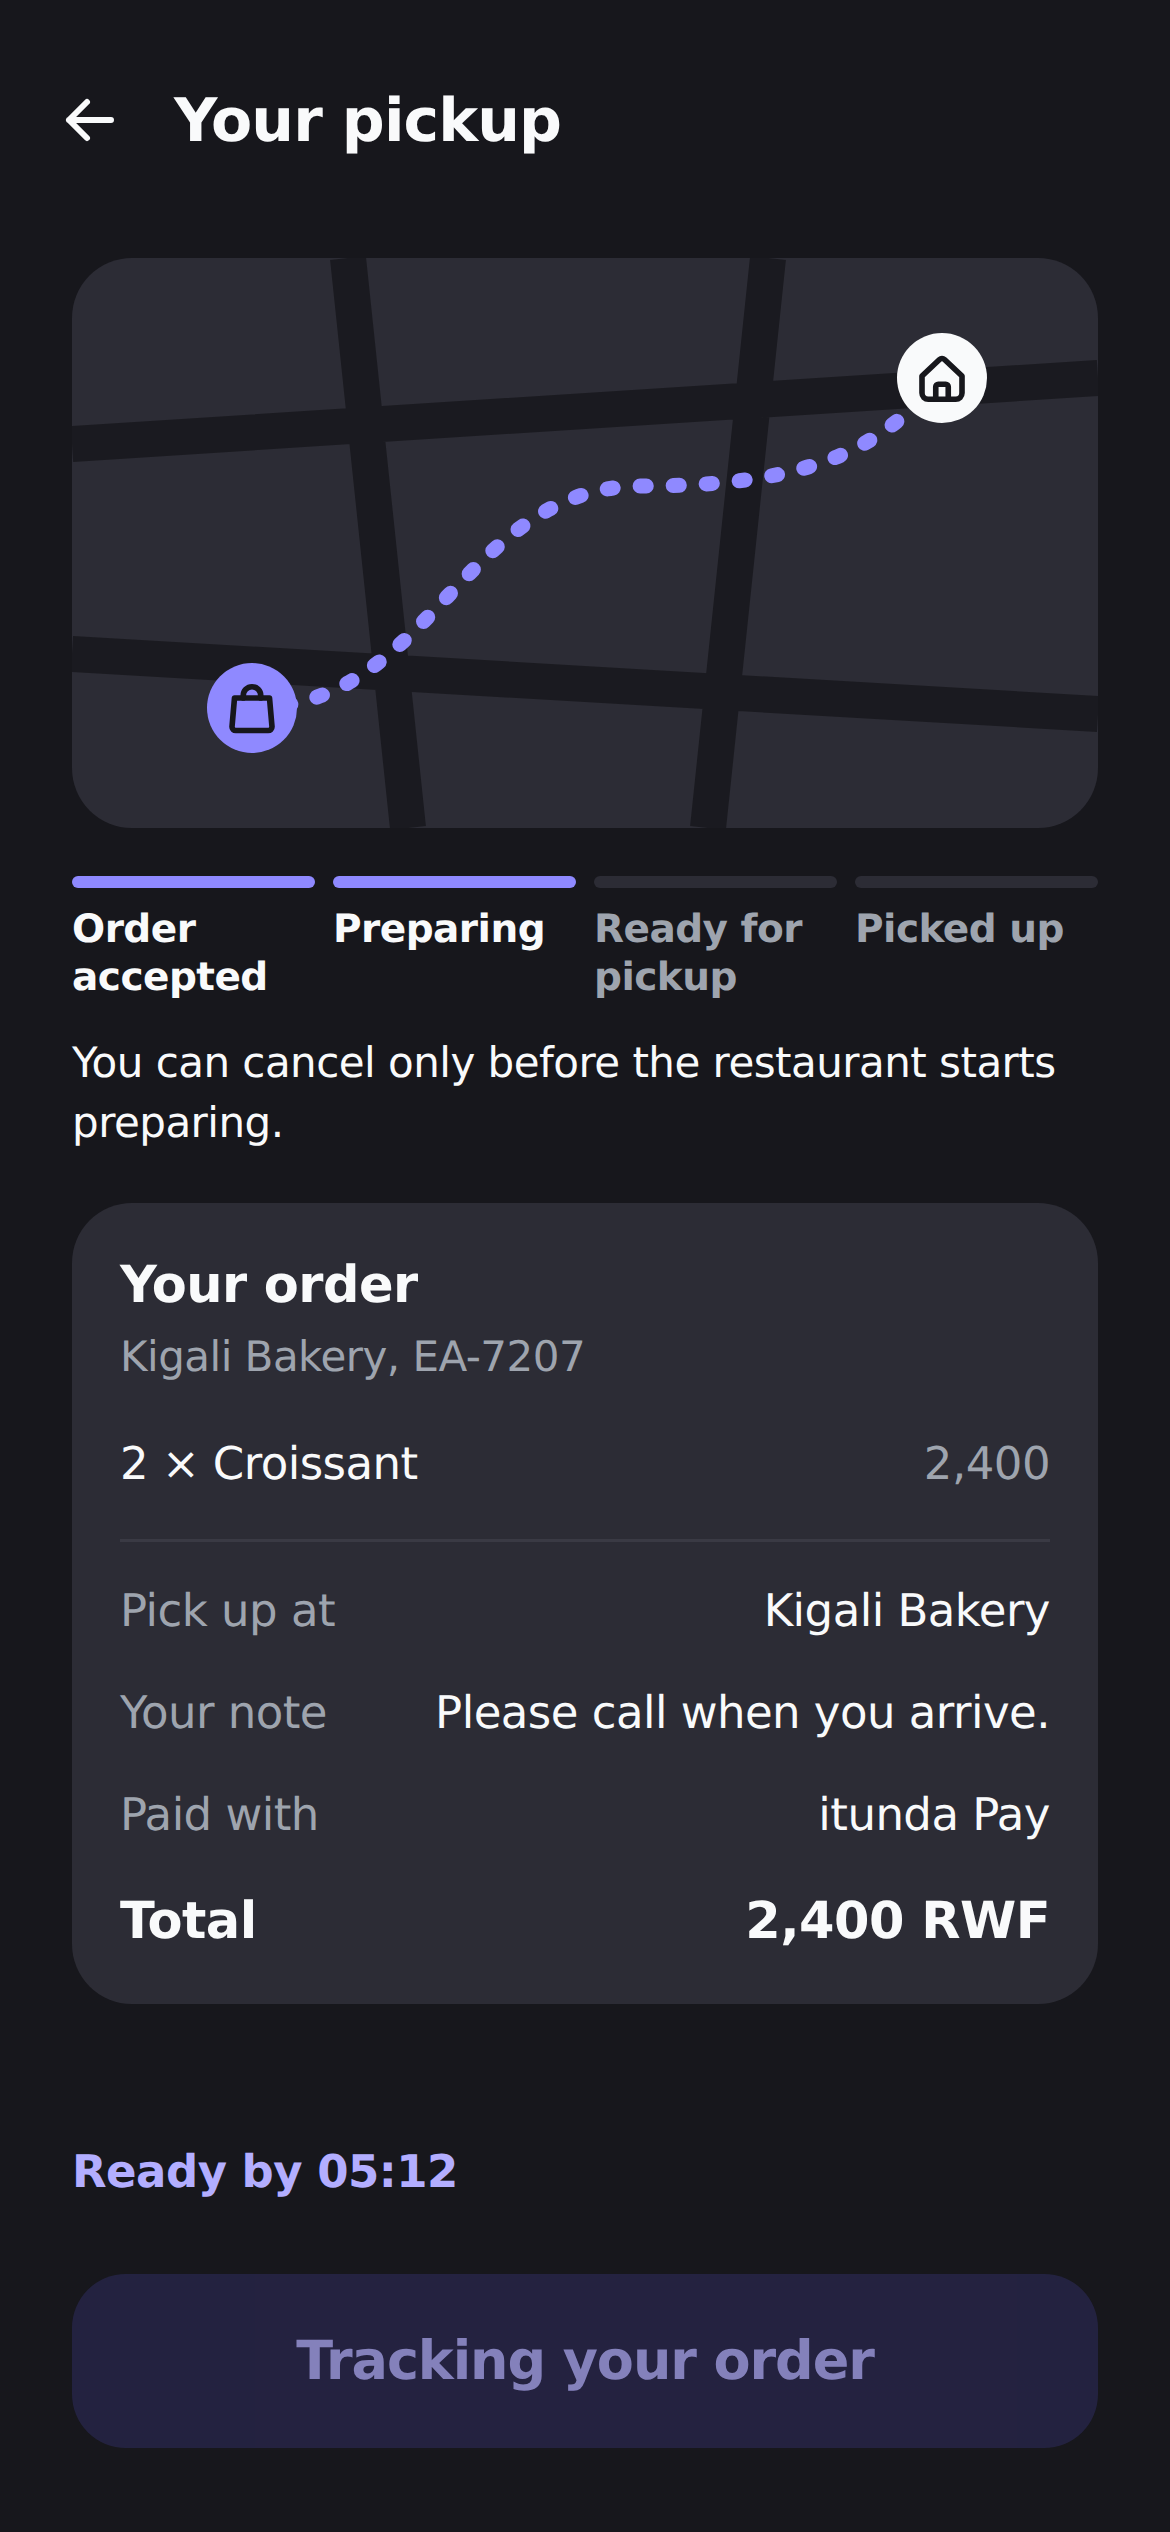 Your pickup
Order accepted
Preparing
Ready for pickup
Picked up
You can cancel only before the restaurant starts
preparing.
Your order
Kigali Bakery, EA-7207
2 × Croissant 2,400
Pick up at Kigali Bakery
Your note Please call when you arrive.
Paid with itunda Pay
Total 2,400 RWF
Ready by 05:12
Tracking your order